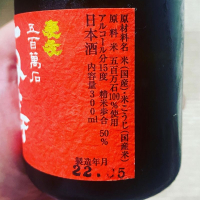 原材料名 米(国産)・米こうじ(国産米)
原料米 五百万石100%使用
アルコール分15度 精米歩合 50%
日本酒 内容量300ml
五百萬石
製造年月
22.05